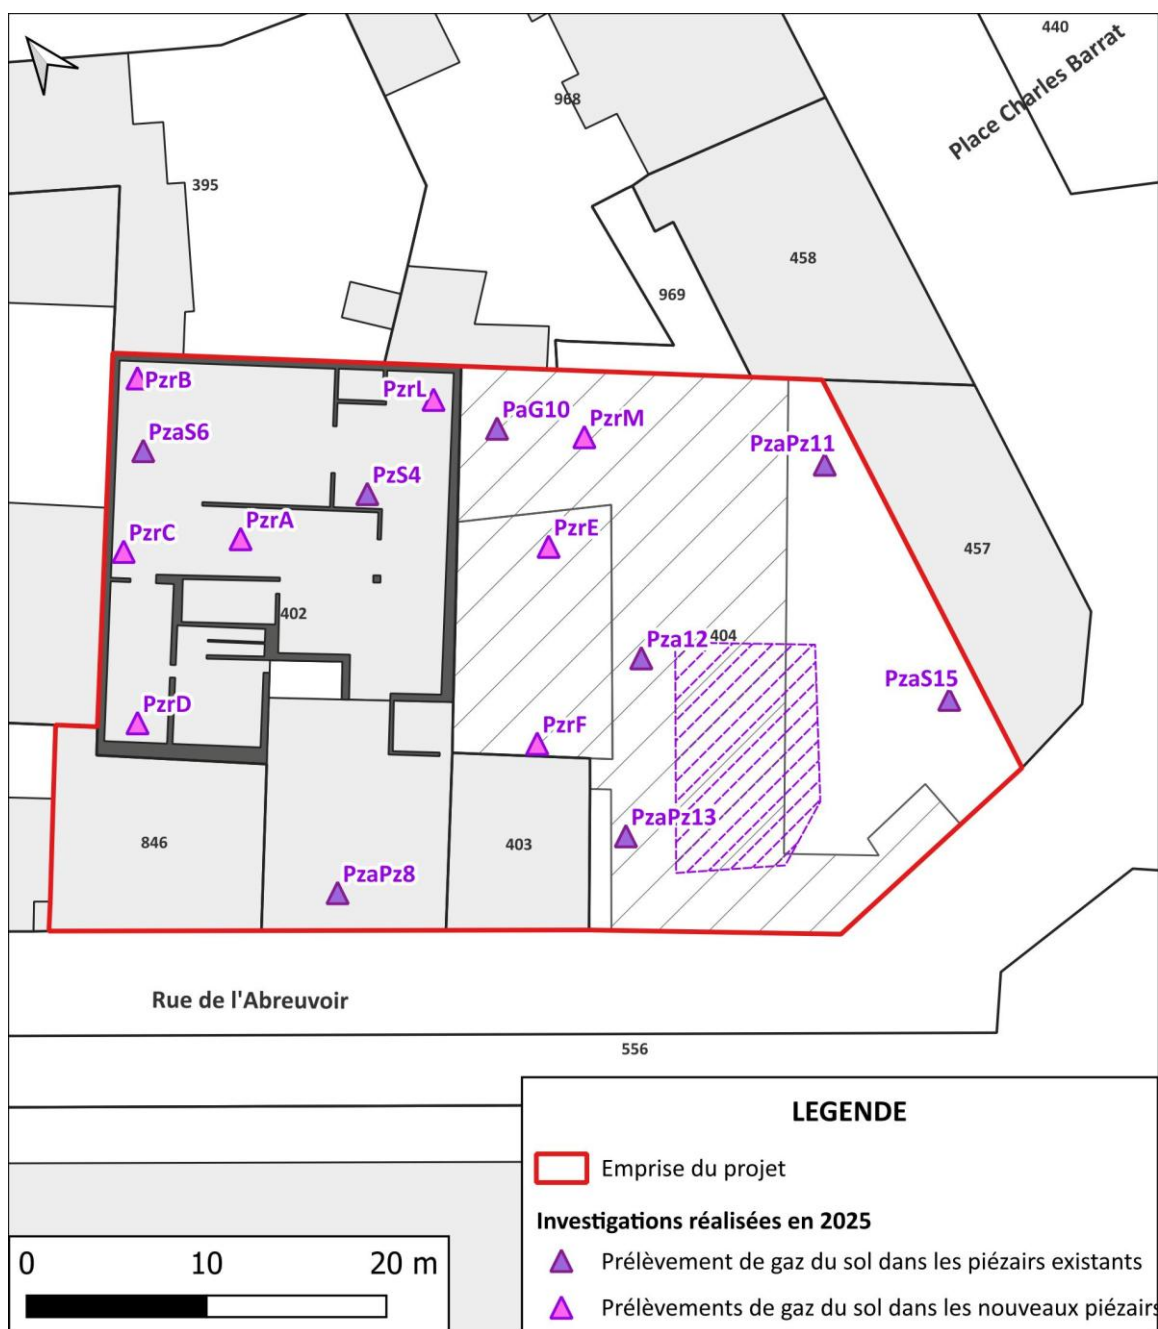 440
Place Charles Barrat
968
395
458
969
PzrB
PzrL
PaG10
PzrM
PzaS6
PzaPz11
PzS4
PzrA
PzrC
PzrE
457
402
Pza12
404
PzaS15
PzrD
PzrF
PzaPz13
846
403
PzaPz8
Rue de l'Abreuvoir
556
LEGENDE
Emprise du projet
Investigations réalisées en 2025
Prélèvement de gaz du sol dans les piézairs existants
Prélèvements de gaz du sol dans les nouveaux piézairs
0 10 20 m